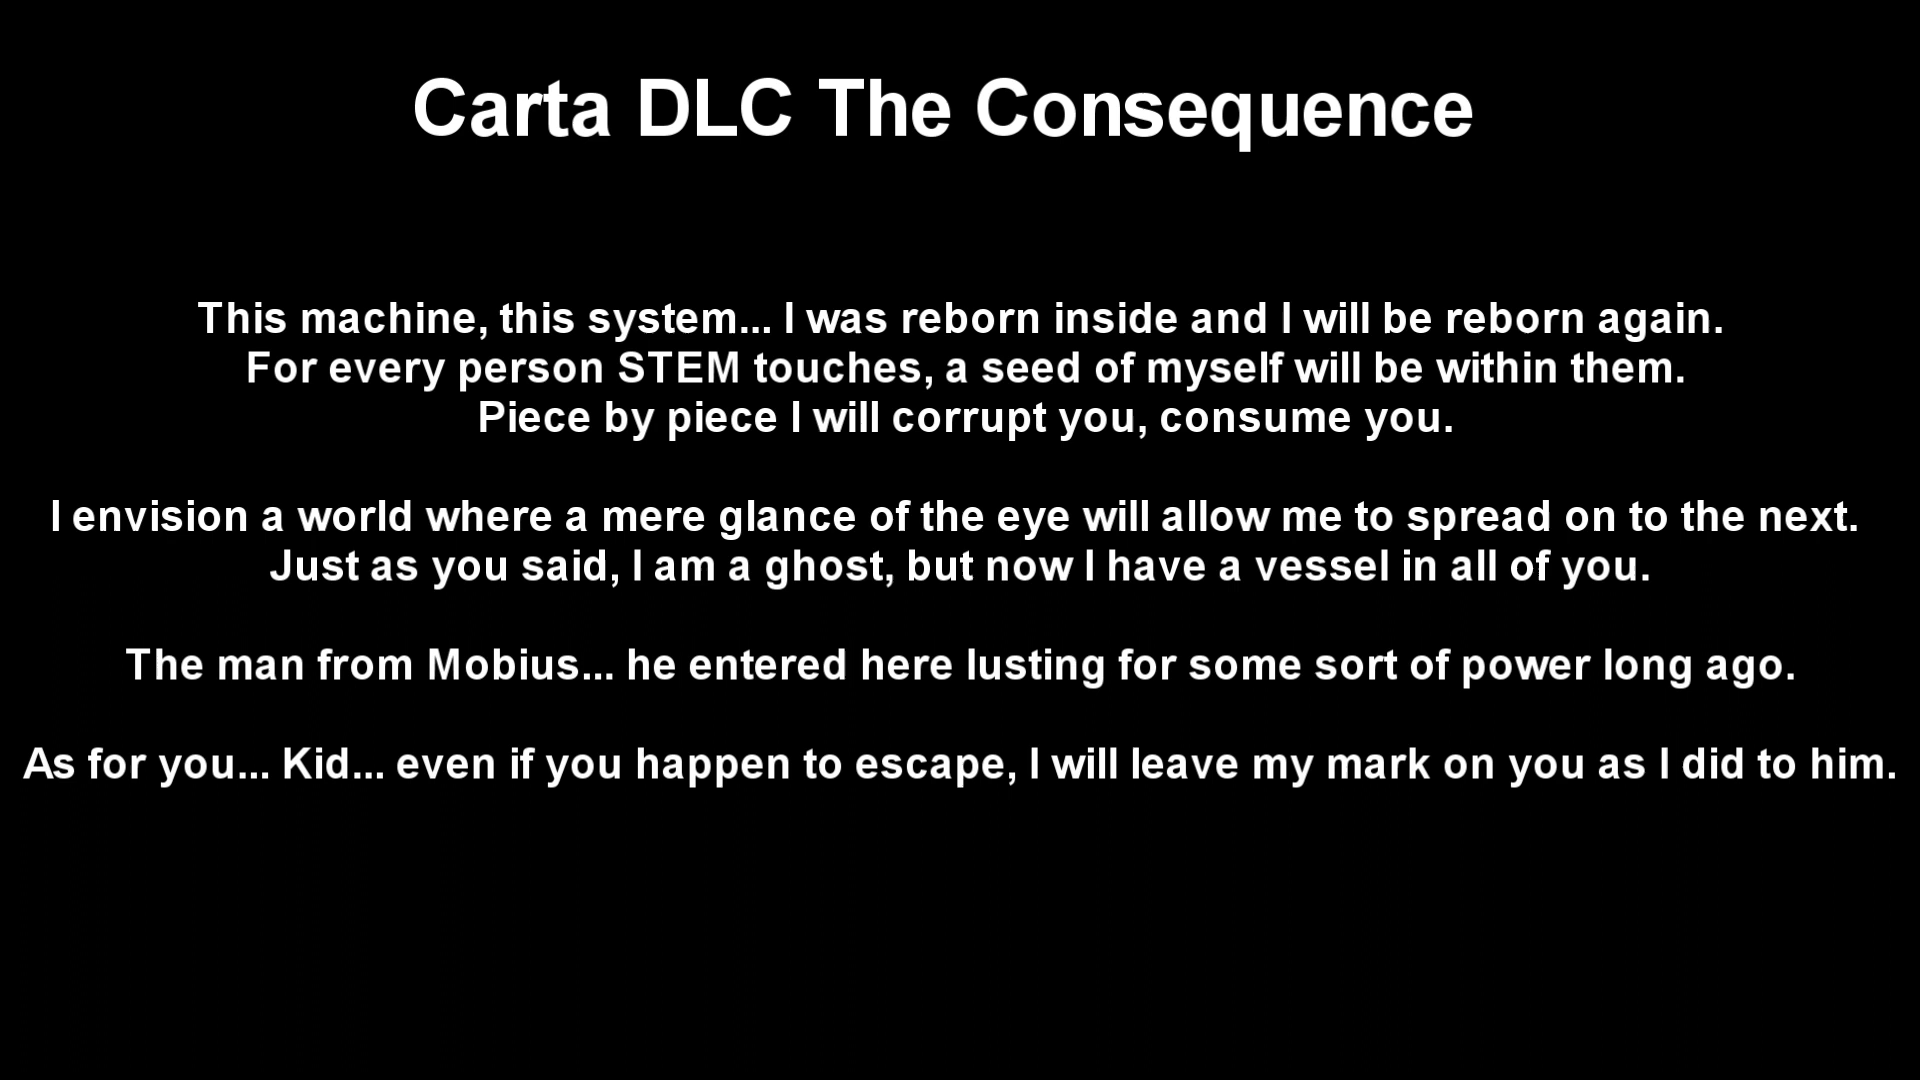 Carta DLC The Consequence
This machine, this system... I was reborn inside and I will be reborn again.
For every person STEM touches, a seed of myself will be within them.
Piece by piece I will corrupt you, consume you.
I envision a world where a mere glance of the eye will allow me to spread on to the next.
Just as you said, I am a ghost, but now I have a vessel in all of you.
The man from Mobius... he entered here lusting for some sort of power long ago.
As for you... Kid... even if you happen to escape, I will leave my mark on you as I did to him.